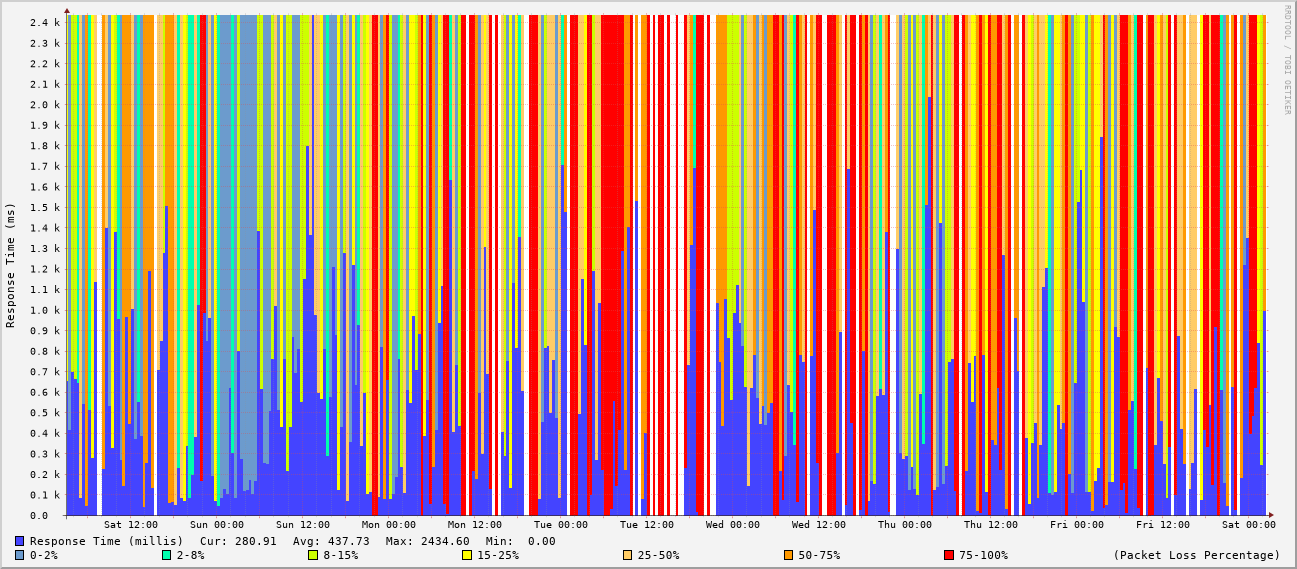 RRDTOOL / TOBI OETIKER
Response Time (ms)
2.4 k
2.3 k
2.2 k
2.1 k
2.0 k
1.9 k
1.8 k
1.7 k
1.6 k
1.5 k
1.4 k
1.3 k
1.2 k
1.1 k
1.0 k
0.9 k
0.8 k
0.7 k
0.6 k
0.5 k
0.4 k
0.3 k
0.2 k
0.1 k
0.0
Sat 12:00 Sun 00:00 Sun 12:00 Mon 00:00 Mon 12:00 Tue 00:00 Tue 12:00 Wed 00:00 Wed 12:00 Thu 00:00 Thu 12:00 Fri 00:00 Fri 12:00 Sat 00:00
Response Time (millis) Cur: 280.91 Avg: 437.73 Max: 2434.60 Min: 0.00
0-2% 2-8% 8-15% 15-25% 25-50% 50-75% 75-100% (Packet Loss Percentage)